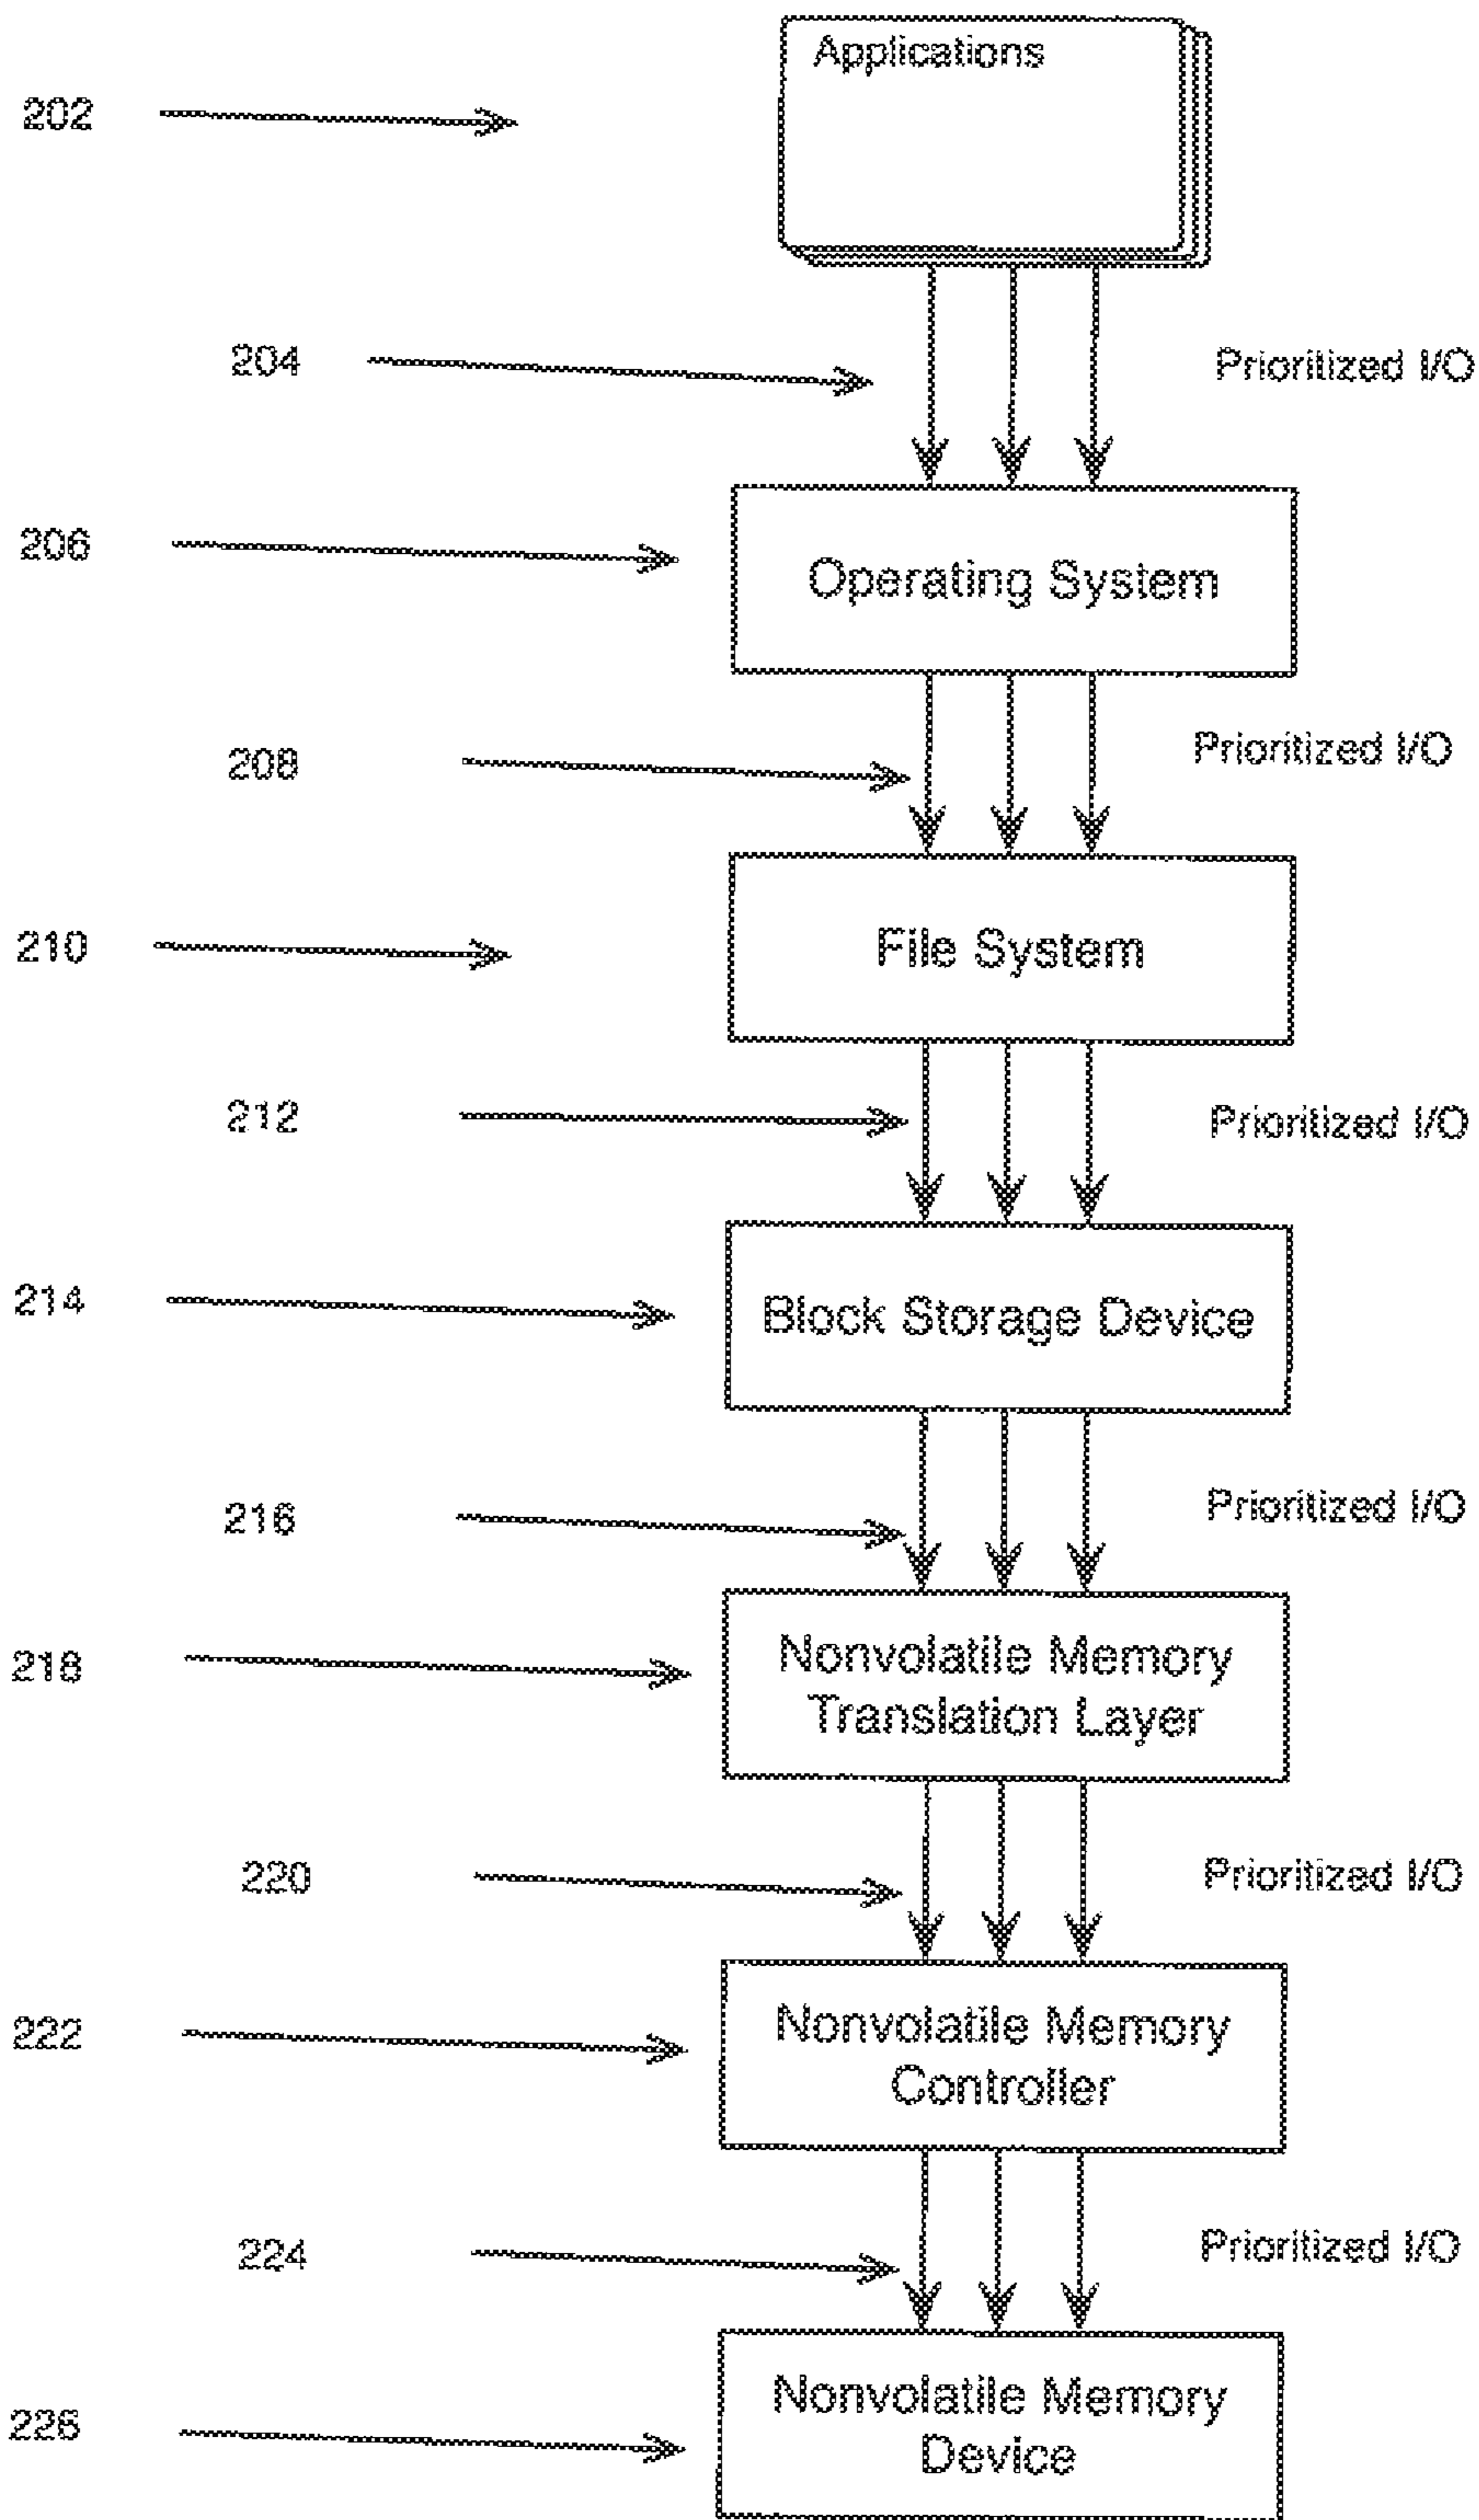 Applications
202
204
Prioritized I/O
206
Operating System
208
Prioritized I/O
210
File System
212
Prioritized I/O
214
Block Storage Device
216
Prioritized I/O
218
Nonvolatile Memory
Translation Layer
220
Prioritized I/O
222
Nonvolatile Memory
Controller
224
Prioritized I/O
226
Nonvolatile Memory
Device